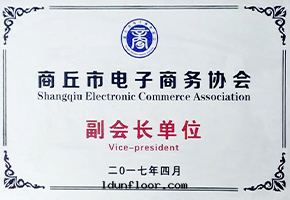 商丘市电子商务协会
Shangqiu Electronic Commerce Association
副会长单位
Vice-president
二〇一七年四月
ldunfloor.com